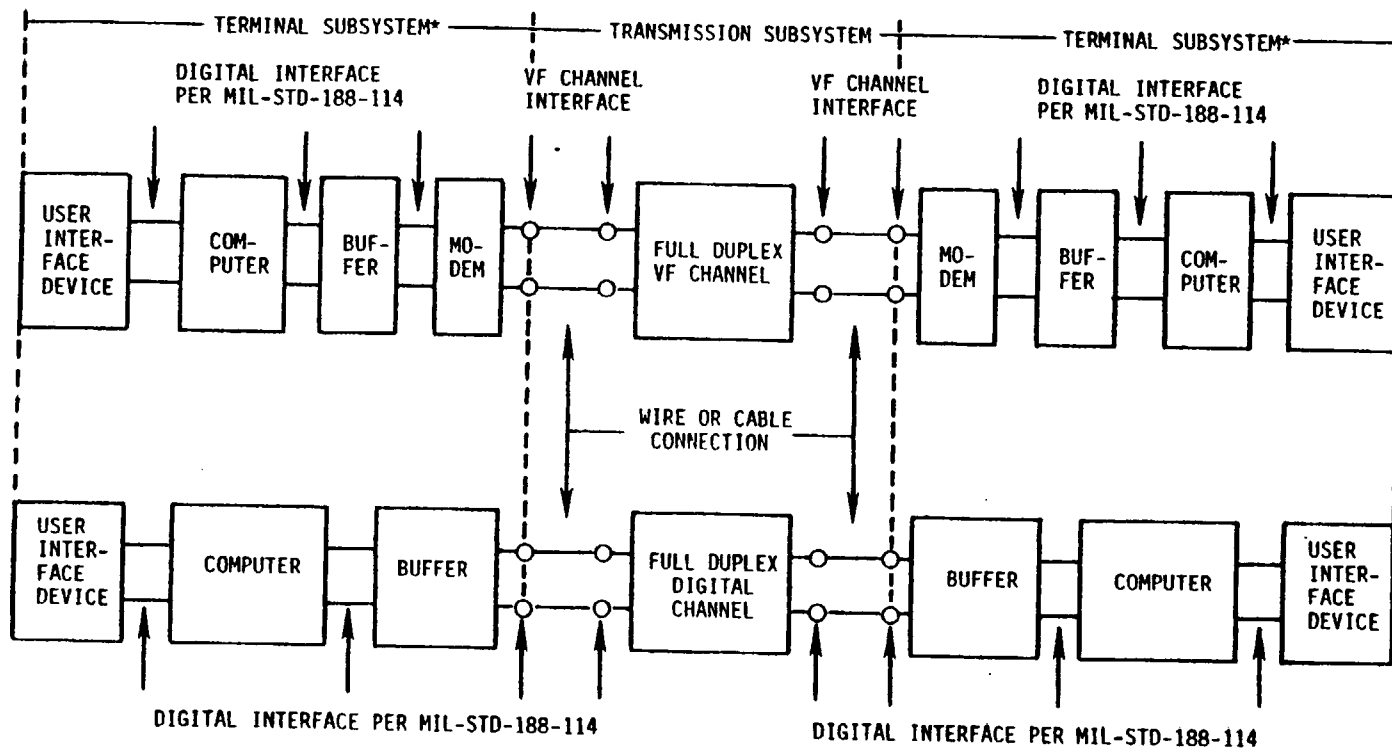 TERMINAL SUBSYSTEM*
TRANSMISSION SUBSYSTEM
TERMINAL SUBSYSTEM*
DIGITAL INTERFACE
PER MIL-STD-188-114
VF CHANNEL
INTERFACE
VF CHANNEL
INTERFACE
DIGITAL INTERFACE
PER MIL-STD-188-114
USER
INTER-
FACE
DEVICE
COM-
PUTER
BUF-
FER
MO-
DEM
FULL DUPLEX
VF CHANNEL
MO-
DEM
BUF-
FER
COM-
PUTER
USER
INTER-
FACE
DEVICE
WIRE OR CABLE
CONNECTION
USER
INTER-
FACE
DEVICE
COMPUTER
BUFFER
FULL DUPLEX
DIGITAL
CHANNEL
BUFFER
COMPUTER
USER
INTER-
FACE
DEVICE
DIGITAL INTERFACE PER MIL-STD-188-114
DIGITAL INTERFACE PER MIL-STD-188-114